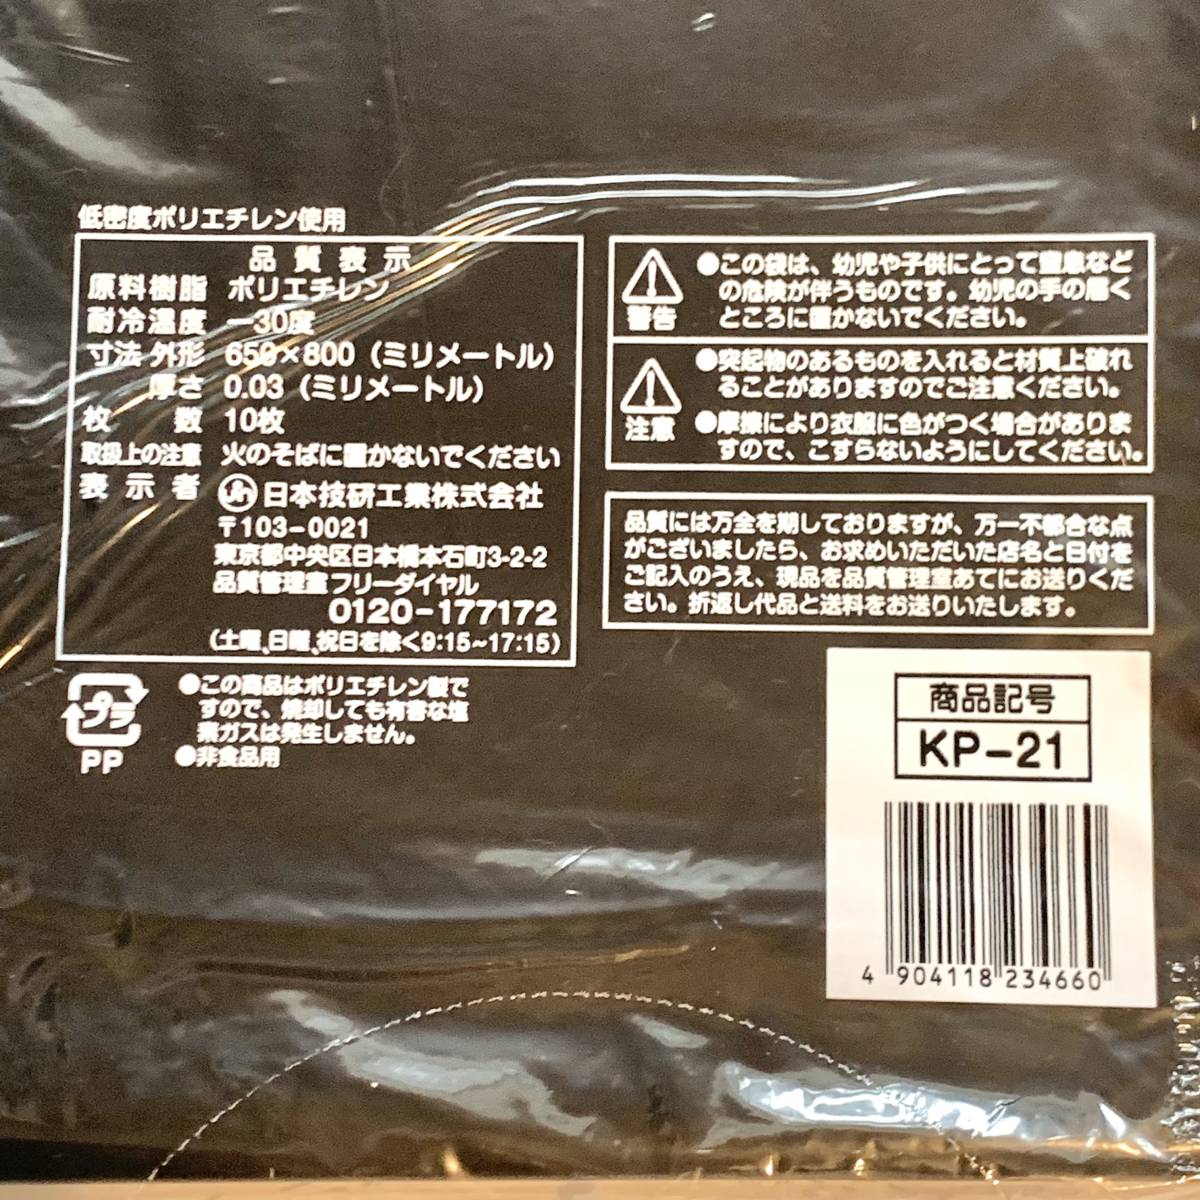 低密度ポリエチレン使用
品質表示
原料樹脂 ポリエチレン
耐冷温度 −30度
寸法 外形 650×800（ミリメートル）
厚さ 0.03（ミリメートル）
枚数 10枚
取扱上の注意 火のそばに置かないでください
表示者 日本技研工業株式会社
〒103-0021
東京都中央区日本橋本石町3-2-2
品質管理室フリーダイヤル
0120-177172
（土曜、日曜、祝日を除く9:15~17:15）
プラ
PP
●この商品はポリエチレン製で
すので、焼却しても有害な塩
素ガスは発生しません。
●非食品用
警告
●この袋は、幼児や子供にとって窒息など
の危険が伴うものです。幼児の手の届く
ところに置かないでください。
注意
●突起物のあるものを入れると材質上破れ
ることがありますのでご注意ください。
●摩擦により衣服に色がつく場合がありま
すので、こすらないようにしてください。
品質には万全を期しておりますが、万一不都合な点
がございましたら、お求めいただいた店名と日付を
ご記入のうえ、現品を品質管理室あてにお送りくだ
さい。折返し代品と送料をお送りいたします。
商品記号
KP-21
4 904118 234660